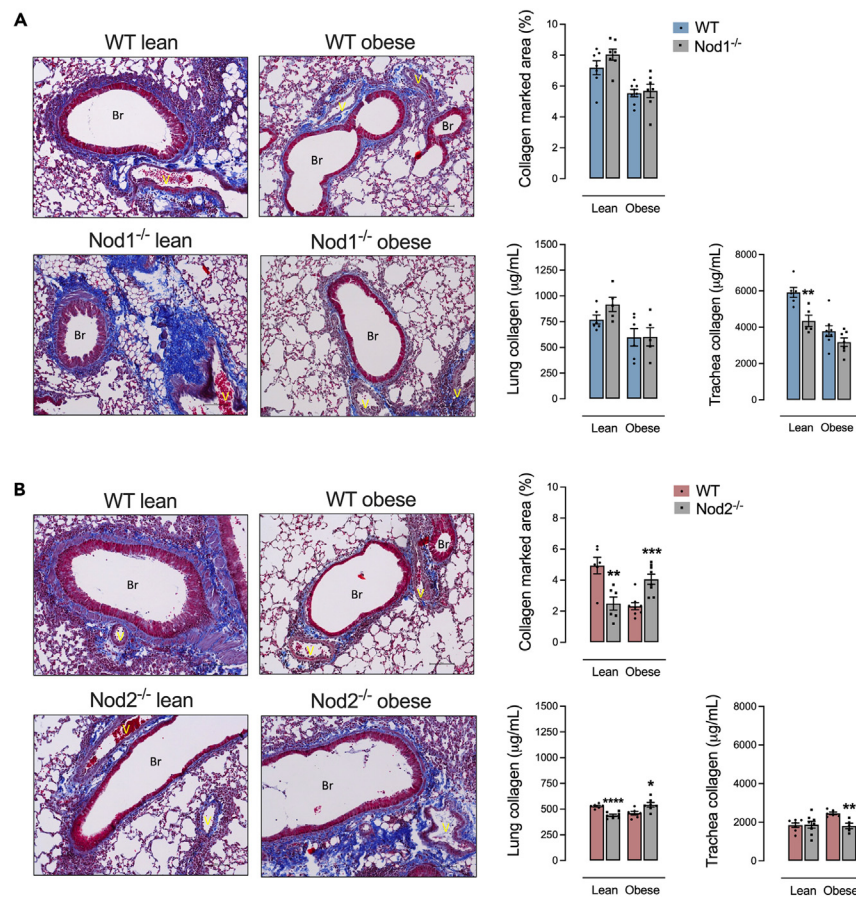 A
WT lean
WT obese
Br
V
V
V
Br
Br
Nod1-/- lean
Nod1-/- obese
Br
V
Br
V
V
Collagen marked area (%)
10
8
6
4
2
0
Lean Obese
WT
Nod1-/-
Lung collagen (µg/mL)
1500
1250
1000
750
500
250
0
Lean Obese
Trachea collagen (µg/mL)
8000
6000
4000
2000
0
**
Lean Obese
B
WT lean
WT obese
Br
V
Br
Br
V
V
Nod2-/- lean
Nod2-/- obese
V
Br
V
Br
V
Collagen marked area (%)
10
8
6
4
2
0
** ***
Lean Obese
WT
Nod2-/-
Lung collagen (µg/mL)
1500
1250
1000
750
500
250
0
**** *
Lean Obese
Trachea collagen (µg/mL)
8000
6000
4000
2000
0
**
Lean Obese